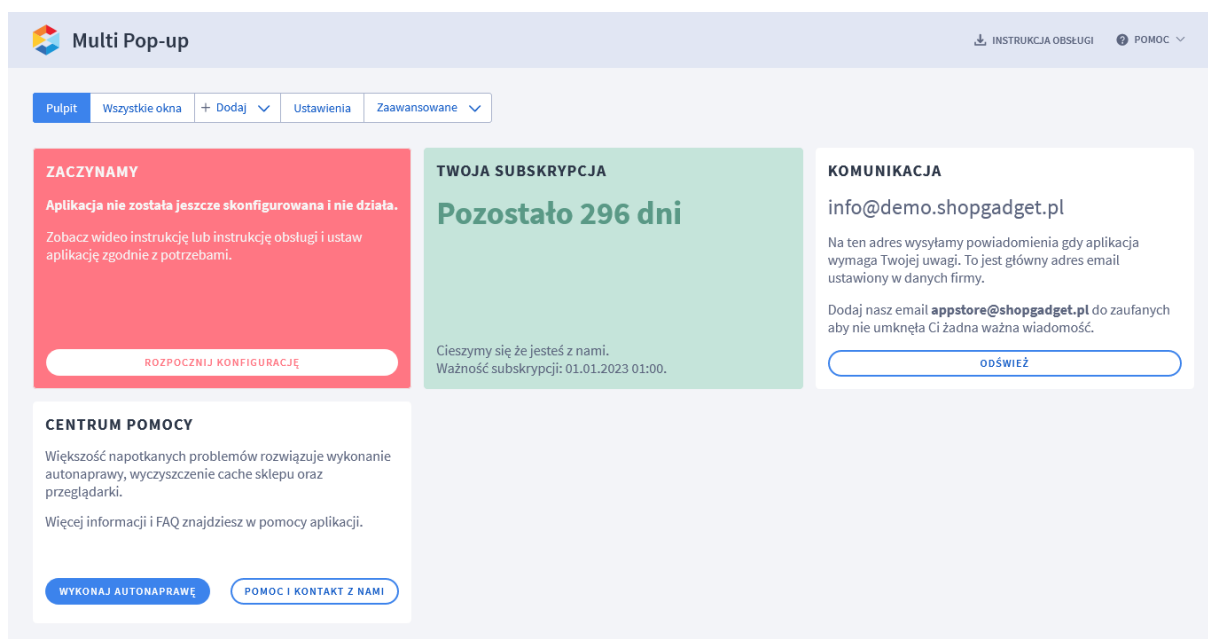 Multi Pop-up
INSTRUKCJA OBSŁUGI
POMOC
Pulpit
Wszystkie okna
+ Dodaj
Ustawienia
Zaawansowane
ZACZYNAMY
Aplikacja nie została jeszcze skonfigurowana i nie działa.
Zobacz wideo instrukcję lub instrukcję obsługi i ustaw
aplikację zgodnie z potrzebami.
ROZPOCZNIJ KONFIGURACJĘ
TWOJA SUBSKRYPCJA
Pozostało 296 dni
Cieszymy się że jesteś z nami.
Ważność subskrypcji: 01.01.2023 01:00.
KOMUNIKACJA
info@demo.shopgadget.pl
Na ten adres wysyłamy powiadomienia gdy aplikacja
wymaga Twojej uwagi. To jest główny adres email
ustawiony w danych firmy.
Dodaj nasz email appstore@shopgadget.pl do zaufanych
aby nie umknęła Ci żadna ważna wiadomość.
ODŚWIEŻ
CENTRUM POMOCY
Większość napotkanych problemów rozwiązuje wykonanie
autonaprawy, wyczyszczenie cache sklepu oraz
przeglądarki.
Więcej informacji i FAQ znajdziesz w pomocy aplikacji.
WYKONAJ AUTONAPRAWĘ
POMOC I KONTAKT Z NAMI